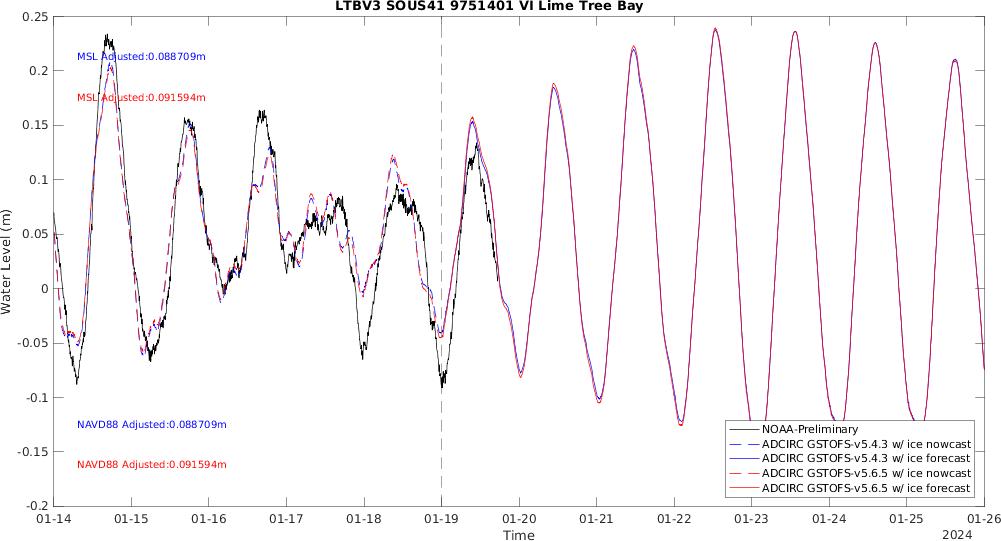 LTBV3 SOUS41 9751401 VI Lime Tree Bay
0.25
0.2
0.15
0.1
0.05
0
-0.05
-0.1
-0.15
-0.2
Water Level (m)
MSL Adjusted:0.088709m
MSL Adjusted:0.091594m
NAVD88 Adjusted:0.088709m
NAVD88 Adjusted:0.091594m
NOAA-Preliminary
ADCIRC GSTOFS-v5.4.3 w/ ice nowcast
ADCIRC GSTOFS-v5.4.3 w/ ice forecast
ADCIRC GSTOFS-v5.6.5 w/ ice nowcast
ADCIRC GSTOFS-v5.6.5 w/ ice forecast
01-14 01-15 01-16 01-17 01-18 01-19 01-20 01-21 01-22 01-23 01-24 01-25 01-26
Time
2024